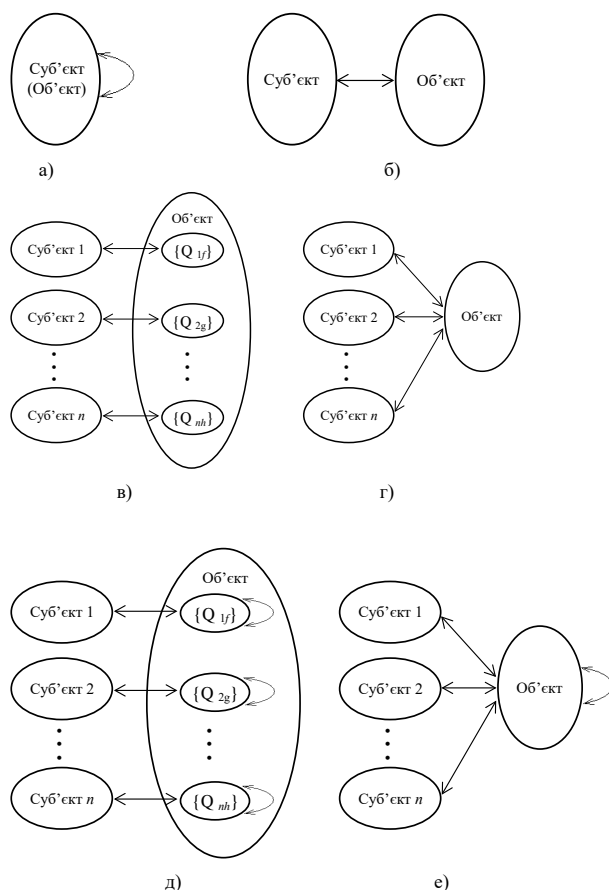 Суб’єкт
(Об’єкт)
а)
Суб’єкт
Об’єкт
б)
Об’єкт
Суб’єкт 1
{Q 1f}
Суб’єкт 2
{Q 2g}
Суб’єкт n
{Q nh}
в)
Суб’єкт 1
Суб’єкт 2
Об’єкт
Суб’єкт n
г)
Об’єкт
Суб’єкт 1
{Q 1f}
Суб’єкт 2
{Q 2g}
Суб’єкт n
{Q nh}
д)
Суб’єкт 1
Суб’єкт 2
Об’єкт
Суб’єкт n
е)